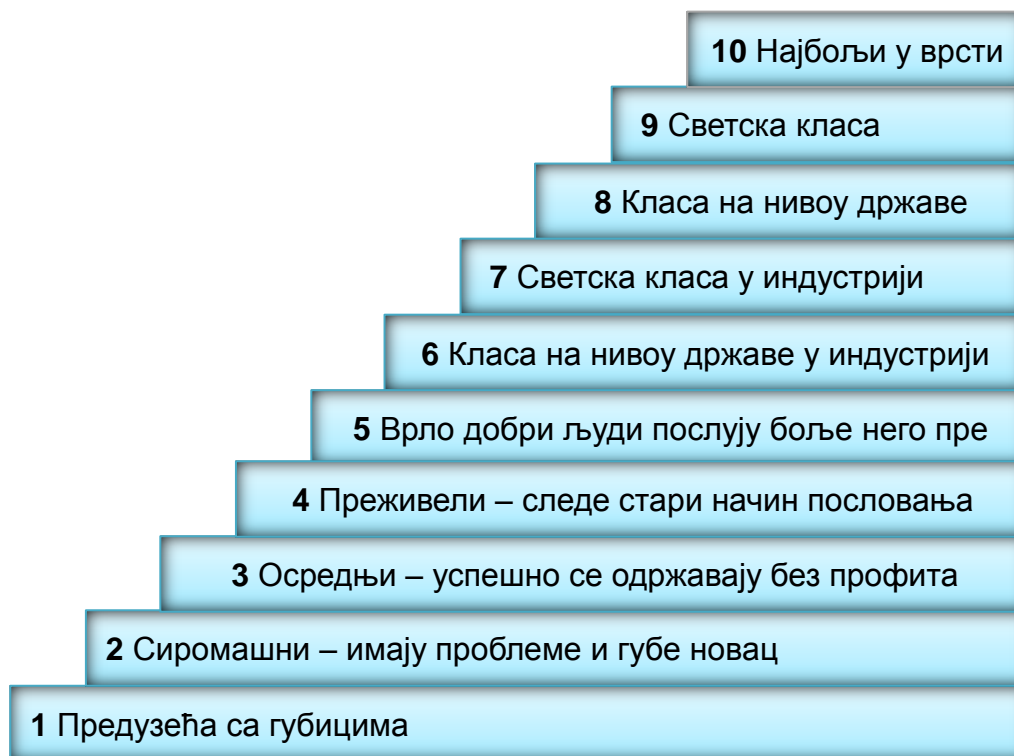 10 Најбољи у врсти
9 Светска класа
8 Класа на нивоу државе
7 Светска класа у индустрији
6 Класа на нивоу државе у индустрији
5 Врло добри људи послују боље него пре
4 Преживели – следе стари начин пословања
3 Осредњи – успешно се одржавају без профита
2 Сиромашни – имају проблеме и губе новац
1 Предузећа са губицима